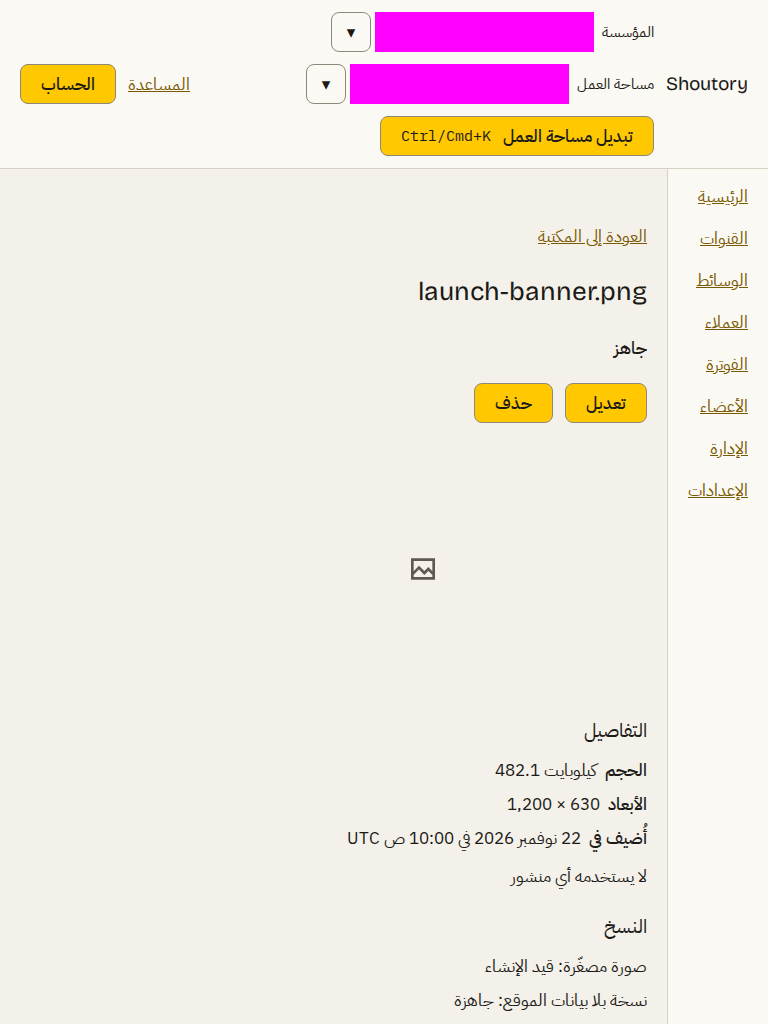 المؤسسة
▼
Shoutory
مساحة العمل
▼
المساعدة
الحساب
تبديل مساحة العمل Ctrl/Cmd+K
الرئيسية
القنوات
الوسائط
العملاء
الفوترة
الأعضاء
الإدارة
الإعدادات
العودة إلى المكتبة
launch-banner.png
جاهز
تعديل
حذف
التفاصيل
الحجم 482.1 كيلوبايت
الأبعاد 1,200 × 630
أُضيف في 22 نوفمبر 2026 في 10:00 ص UTC
لا يستخدمه أي منشور
النسخ
صورة مصغّرة: قيد الإنشاء
نسخة بلا بيانات الموقع: جاهزة